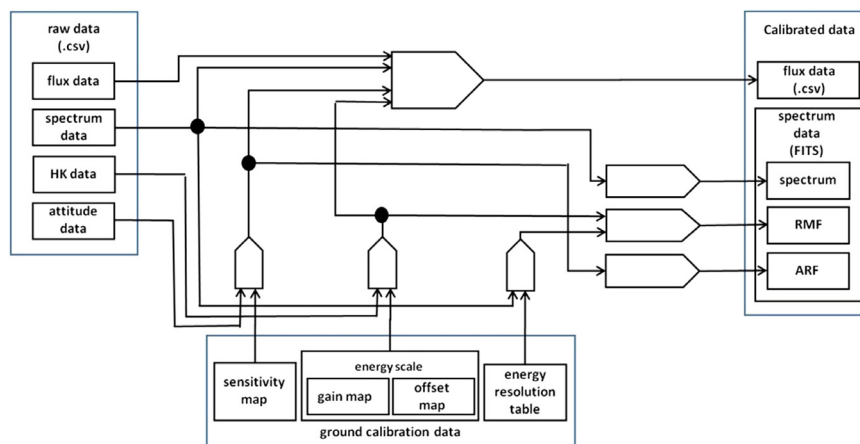 raw data
(.csv)
flux data
spectrum
data
HK data
attitude
data
Calibrated data
flux data
(.csv)
spectrum
data
(FITS)
spectrum
RMF
ARF
sensitivity
map
energy scale
gain map
offset
map
energy
resolution
table
ground calibration data